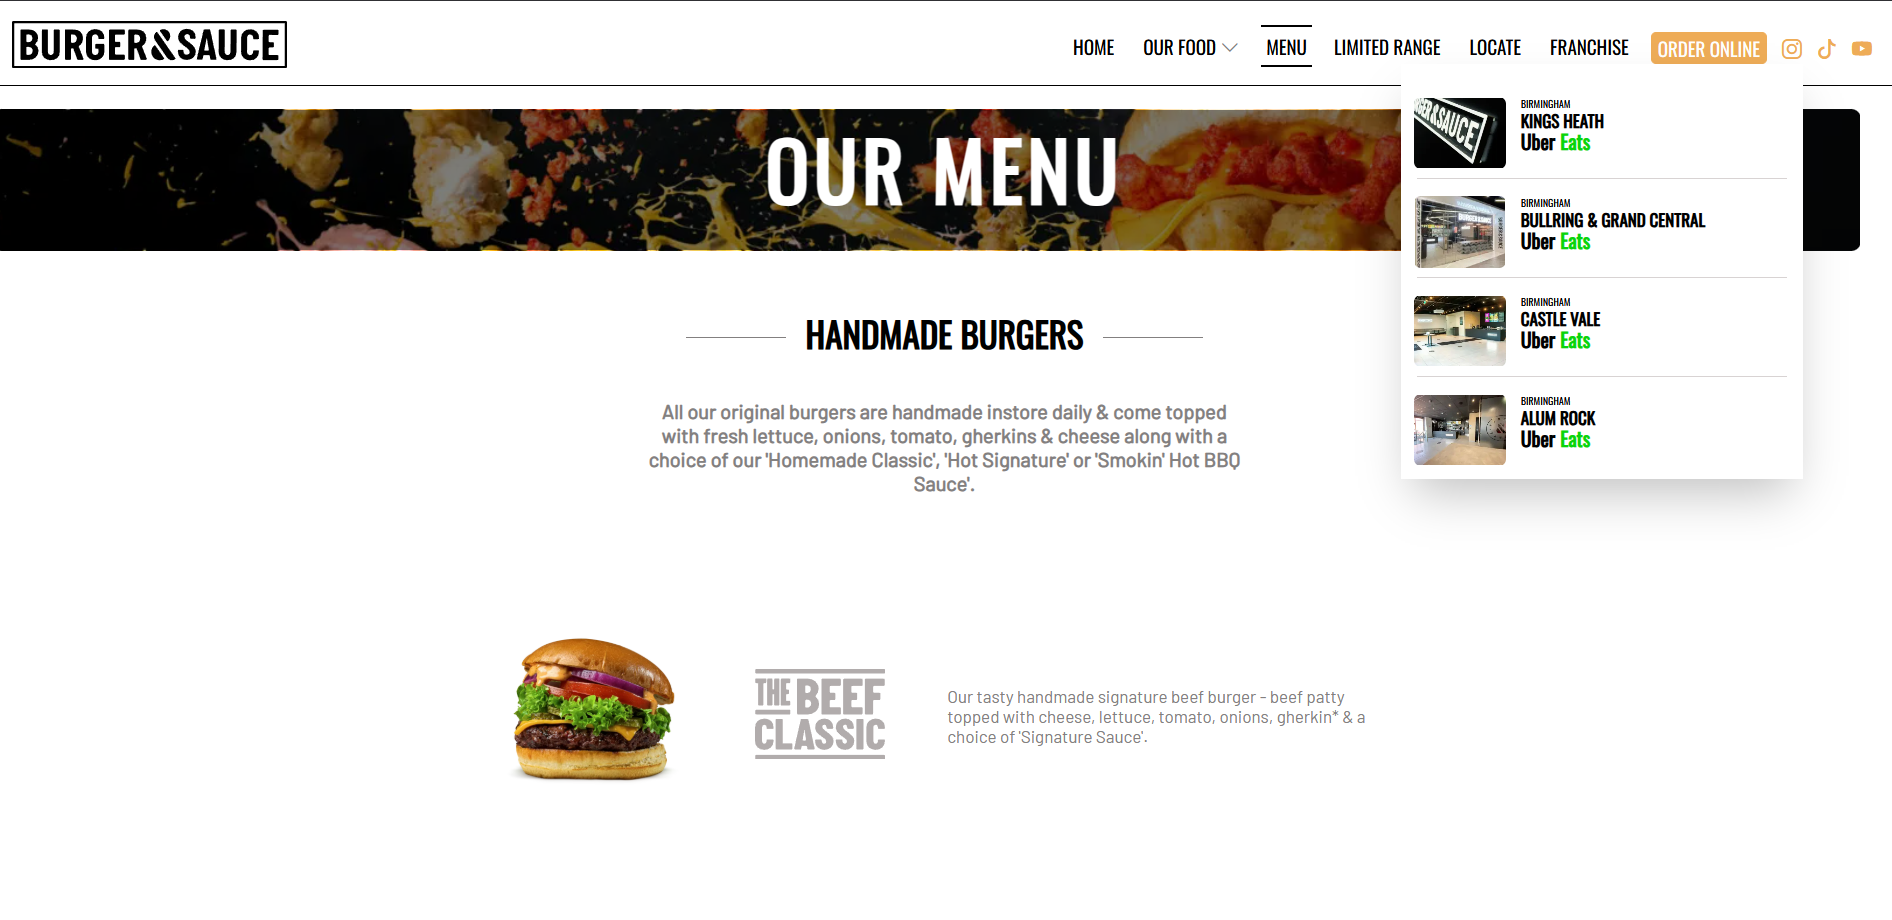 BURGER&SAUCE
HOME
OUR FOOD
MENU
LIMITED RANGE
LOCATE
FRANCHISE
ORDER ONLINE
OUR MENU
BIRMINGHAM
KINGS HEATH
Uber Eats
BIRMINGHAM
BULLRING & GRAND CENTRAL
Uber Eats
BIRMINGHAM
CASTLE VALE
Uber Eats
BIRMINGHAM
ALUM ROCK
Uber Eats
HANDMADE BURGERS
All our original burgers are handmade instore daily & come topped
with fresh lettuce, onions, tomato, gherkins & cheese along with a
choice of our 'Homemade Classic', 'Hot Signature' or 'Smokin' Hot BBQ
Sauce'.
THE BEEF
CLASSIC
Our tasty handmade signature beef burger - beef patty
topped with cheese, lettuce, tomato, onions, gherkin* & a
choice of 'Signature Sauce'.